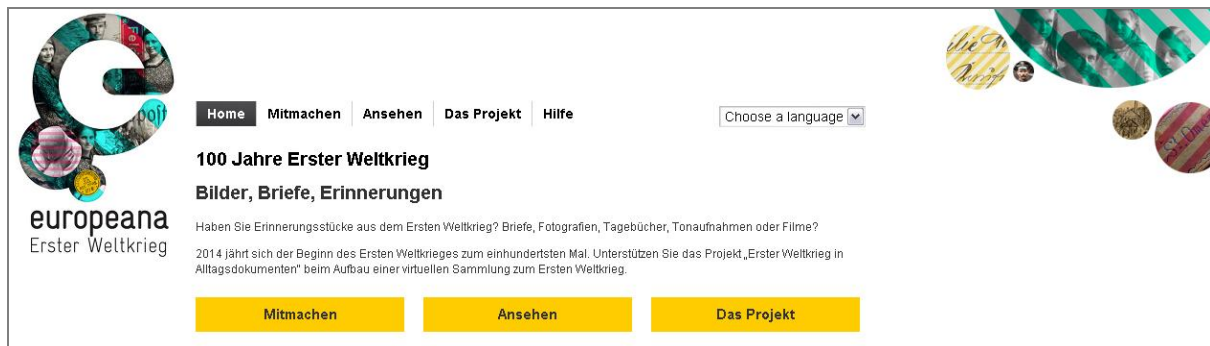 Home Mitmachen Ansehen Das Projekt Hilfe
Choose a language
100 Jahre Erster Weltkrieg
Bilder, Briefe, Erinnerungen
europeana
Erster Weltkrieg
Haben Sie Erinnerungsstücke aus dem Ersten Weltkrieg? Briefe, Fotografien, Tagebücher, Tonaufnahmen oder Filme?
2014 jährt sich der Beginn des Ersten Weltkrieges zum einhundertsten Mal. Unterstützen Sie das Projekt „Erster Weltkrieg in
Alltagsdokumenten" beim Aufbau einer virtuellen Sammlung zum Ersten Weltkrieg.
Mitmachen Ansehen Das Projekt